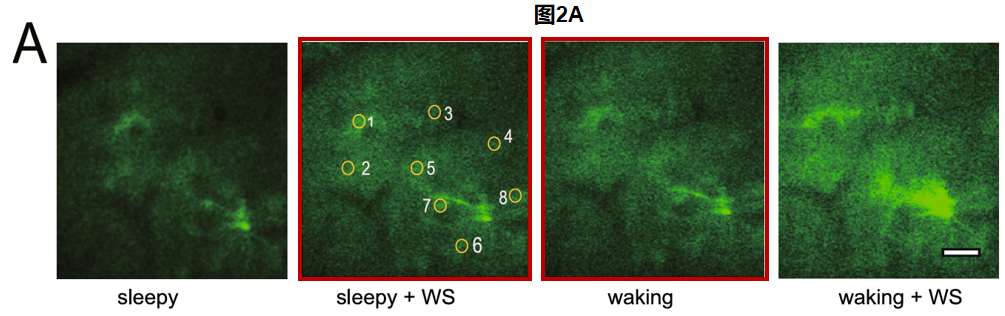 图2A
A
1
2
3
4
5
6
7
8
sleepy
sleepy + WS
waking
waking + WS